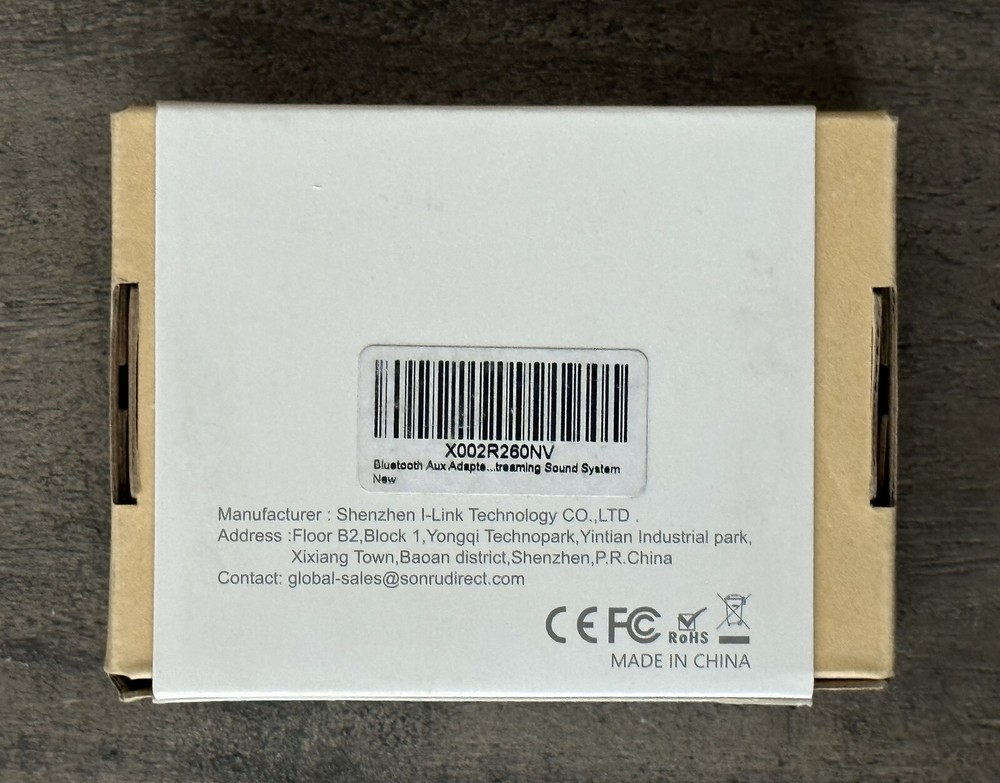 X002R260NV
Bluetooth Aux Adapte...treaming Sound System
New
Manufacturer : Shenzhen I-Link Technology CO.,LTD .
Address :Floor B2,Block 1,Yongqi Technopark,Yintian Industrial park,
Xixiang Town,Baoan district,Shenzhen,P.R.China
Contact: global-sales@sonrudirect.com
CE FC RoHS
MADE IN CHINA